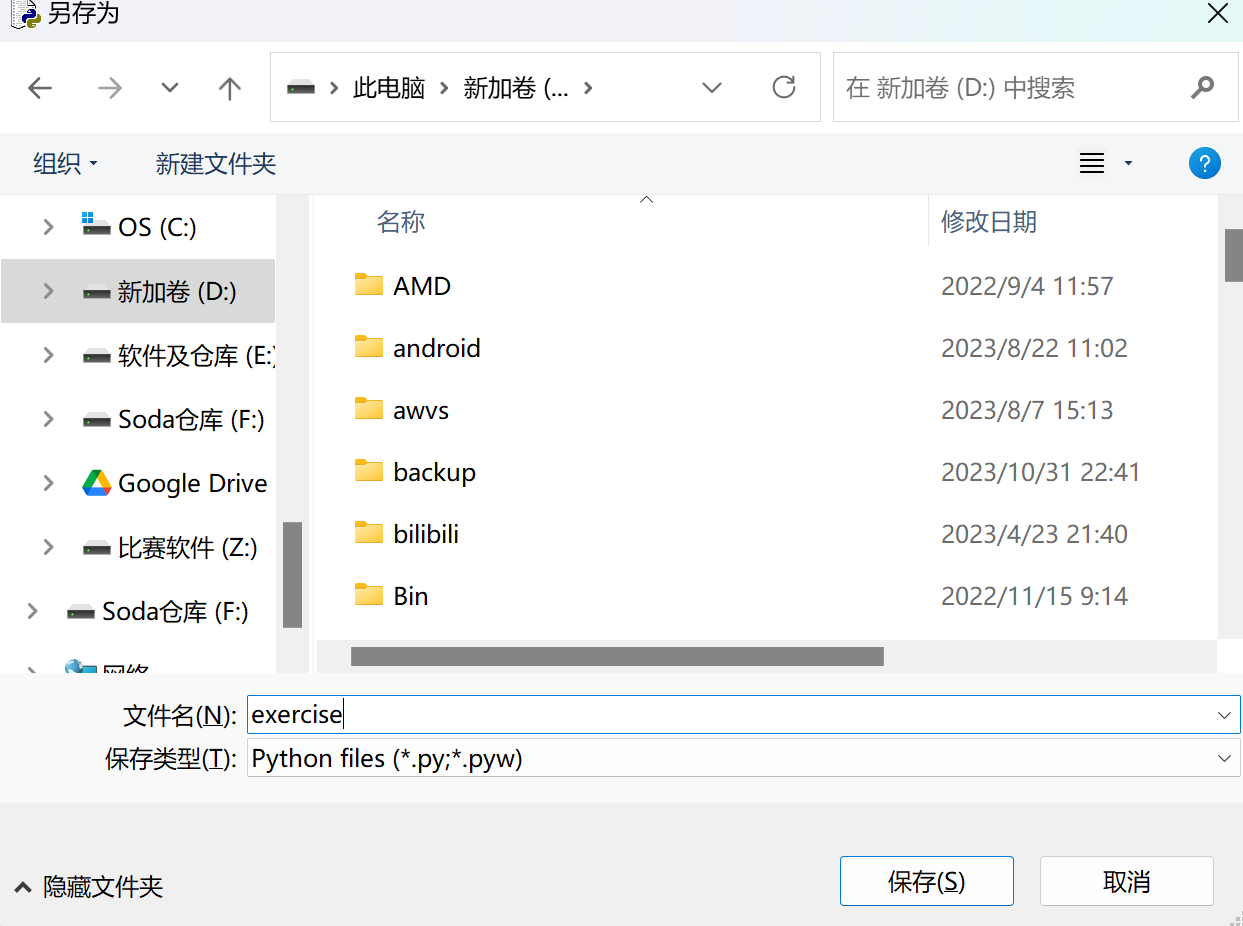 另存为
此电脑 > 新加卷 (... >
在 新加卷 (D:) 中搜索
组织
新建文件夹
?
OS (C:)
新加卷 (D:)
软件及仓库 (E:)
Soda仓库 (F:)
Google Drive
比赛软件 (Z:)
Soda仓库 (F:)
网络
名称 修改日期
AMD 2022/9/4 11:57
android 2023/8/22 11:02
awvs 2023/8/7 15:13
backup 2023/10/31 22:41
bilibili 2023/4/23 21:40
Bin 2022/11/15 9:14
文件名(N): exercise
保存类型(T): Python files (*.py;*.pyw)
隐藏文件夹
保存(S)
取消